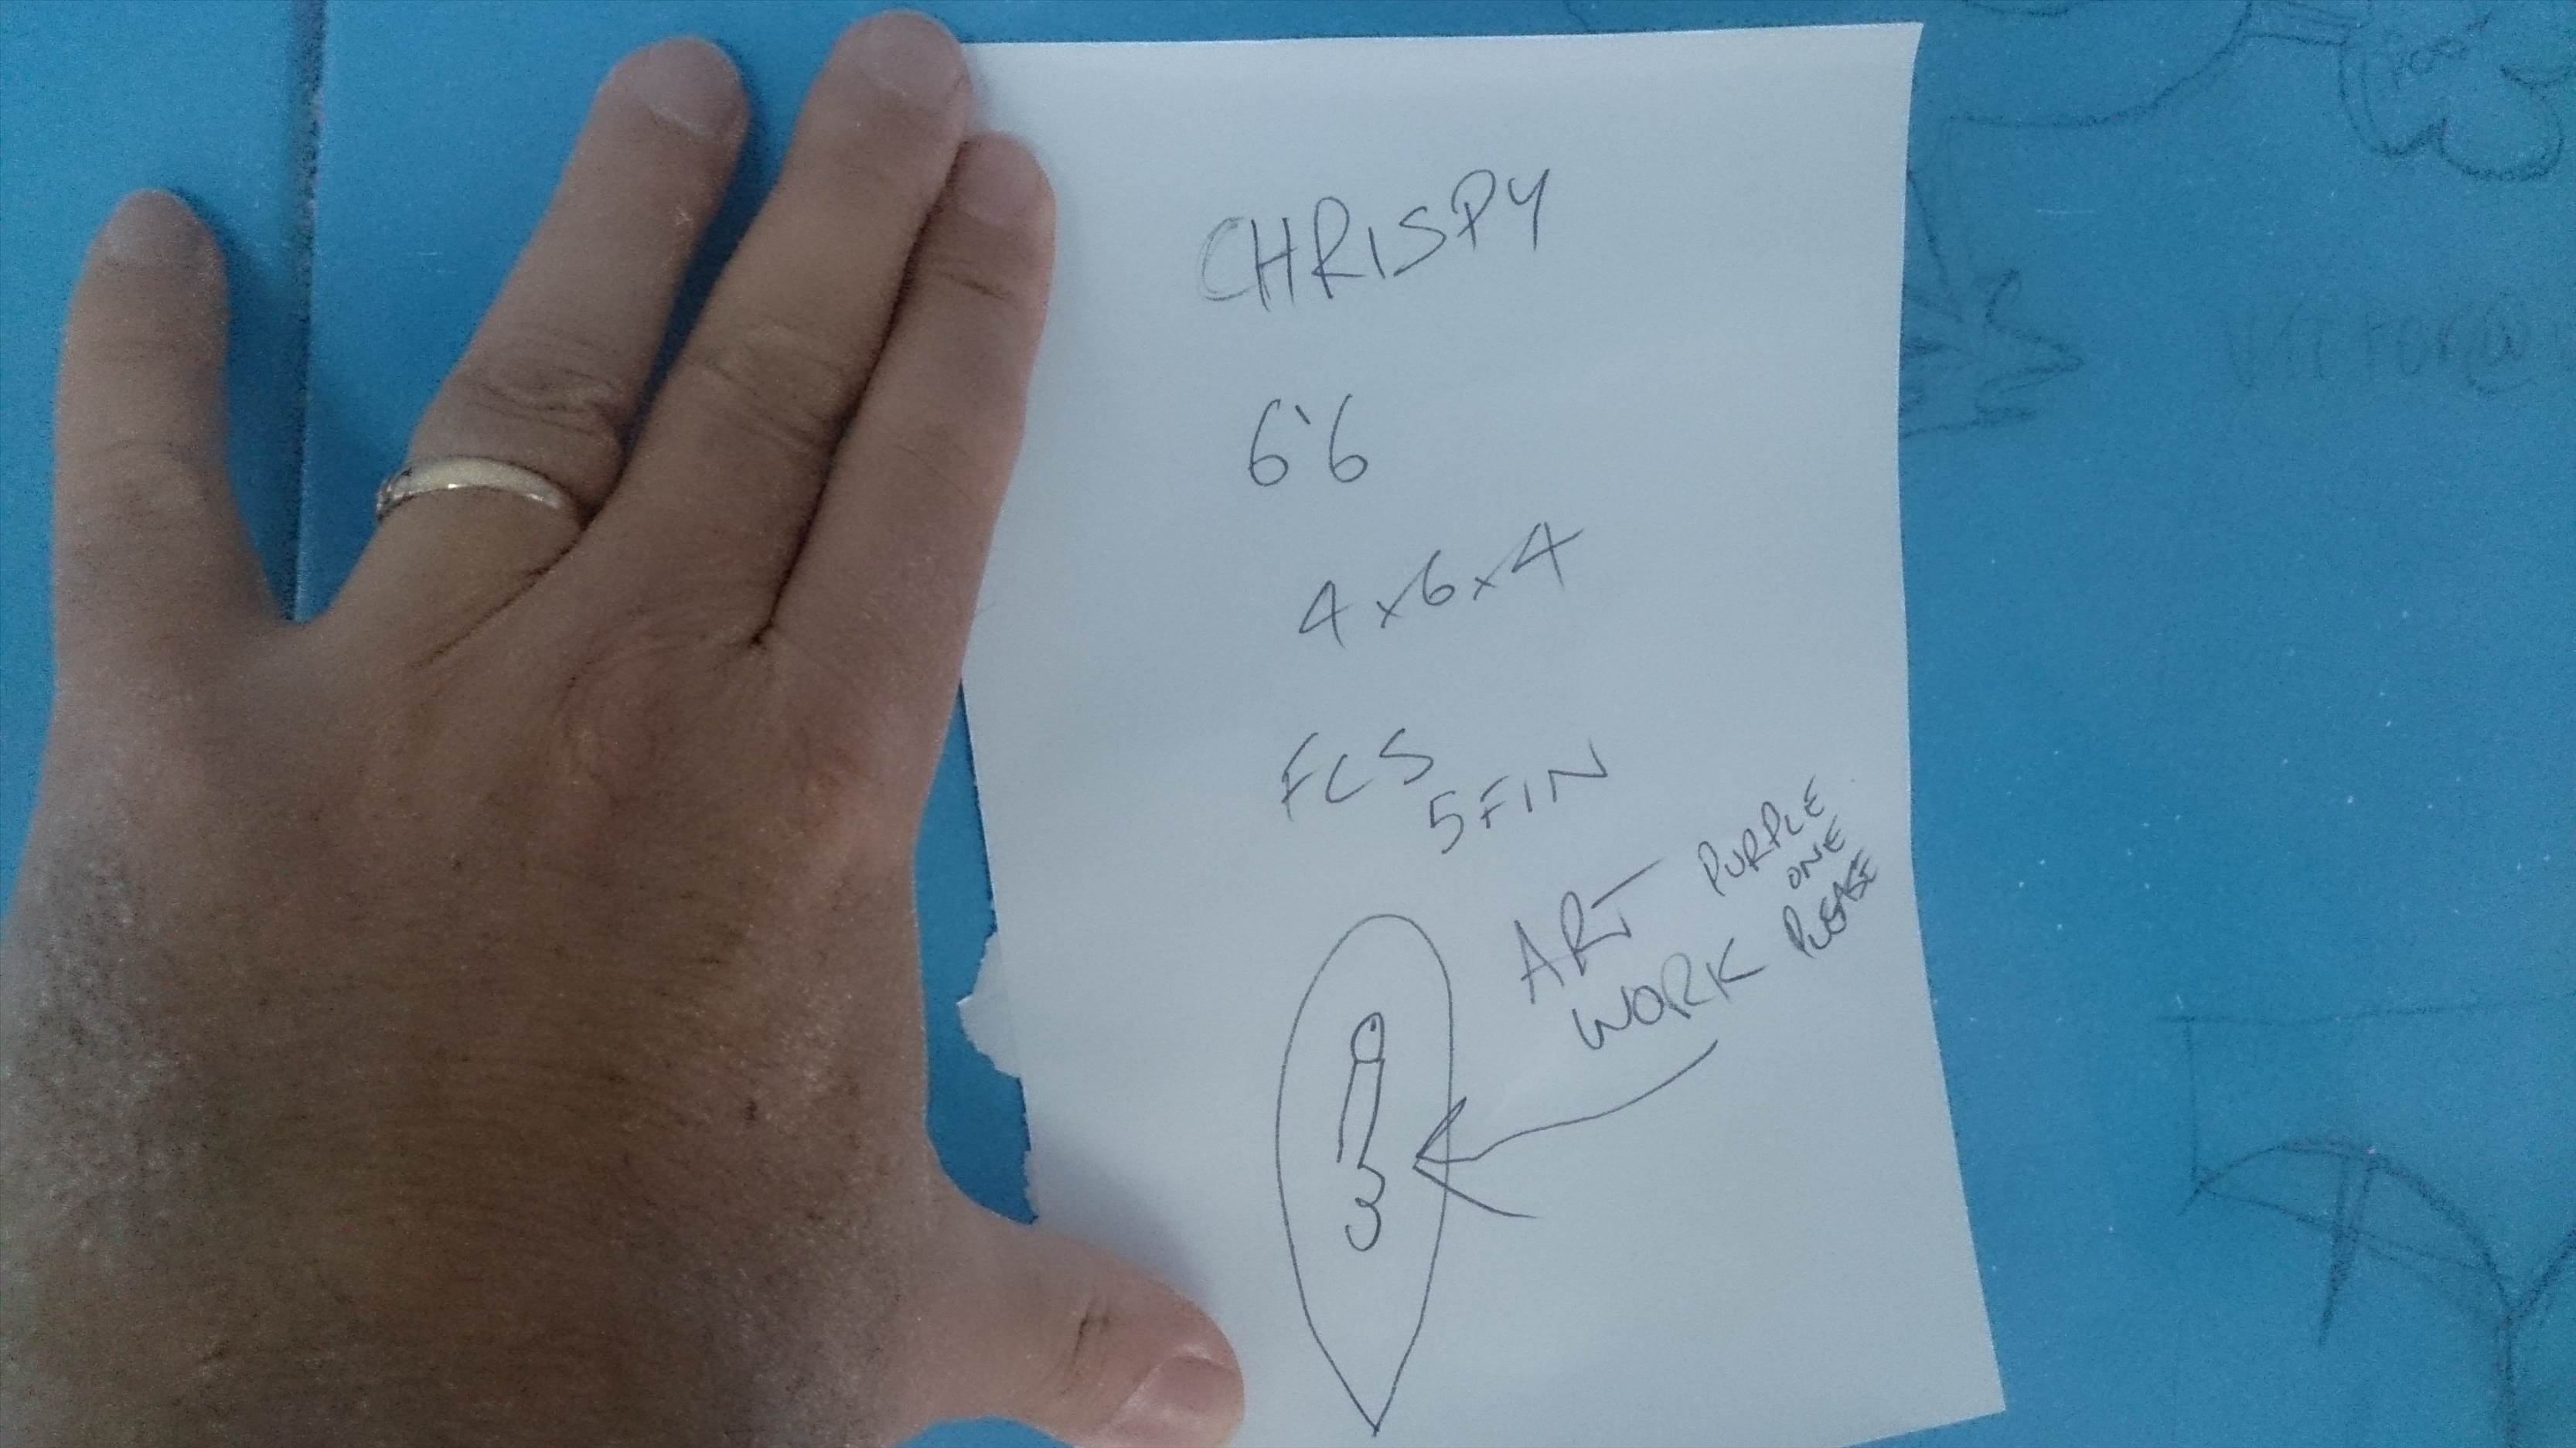 CHRISPY
6'6
4x6x4
FCS
5FIN
ART
WORK
PURPLE
ONE
PLEASE